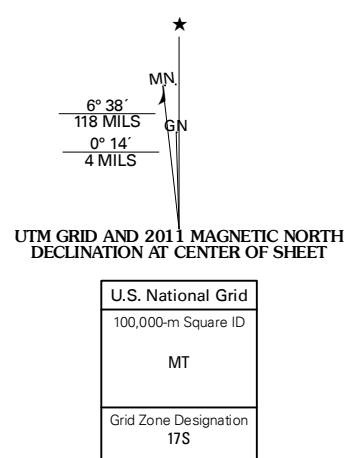 ★
MN
6° 38´
118 MILS
GN
0° 14´
4 MILS
UTM GRID AND 2011 MAGNETIC NORTH
DECLINATION AT CENTER OF SHEET
U.S. National Grid
100,000-m Square ID
MT
Grid Zone Designation
17S